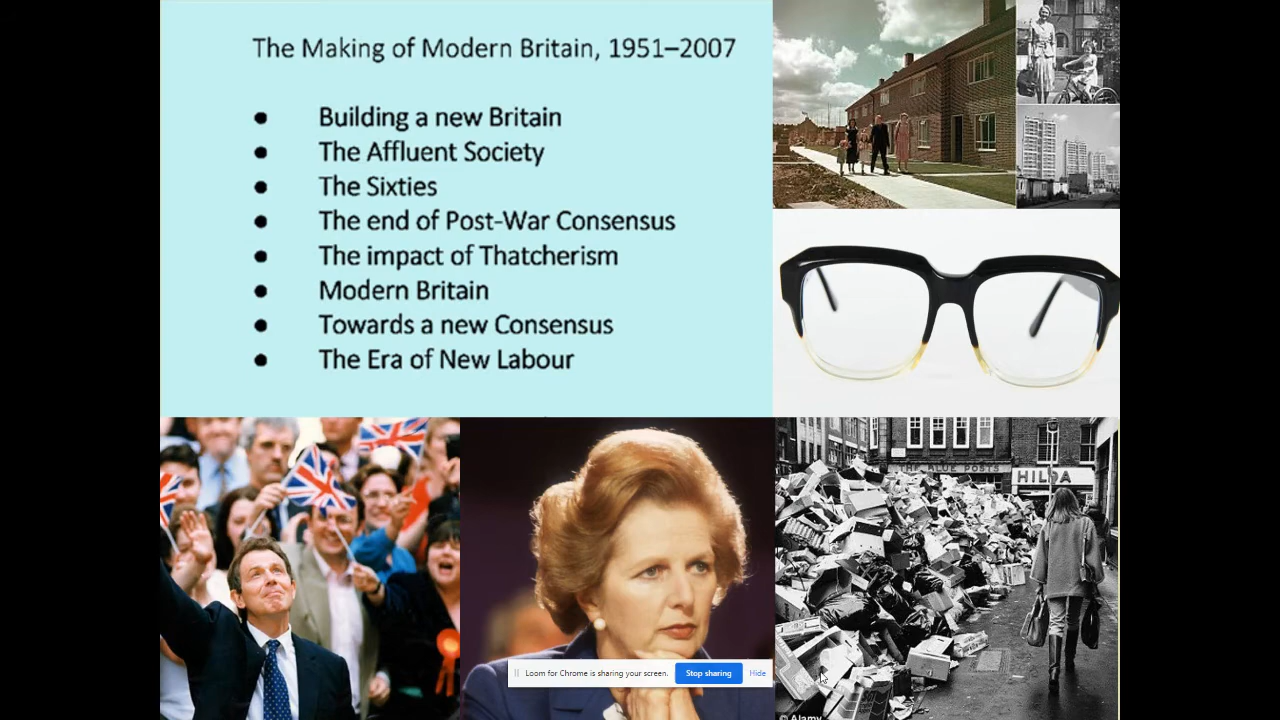 The Making of Modern Britain, 1951–2007
● Building a new Britain
● The Affluent Society
● The Sixties
● The end of Post-War Consensus
● The impact of Thatcherism
● Modern Britain
● Towards a new Consensus
● The Era of New Labour
THE BLUE POSTS
HILDA
Loom for Chrome is sharing your screen. Stop sharing Hide
© Alamy